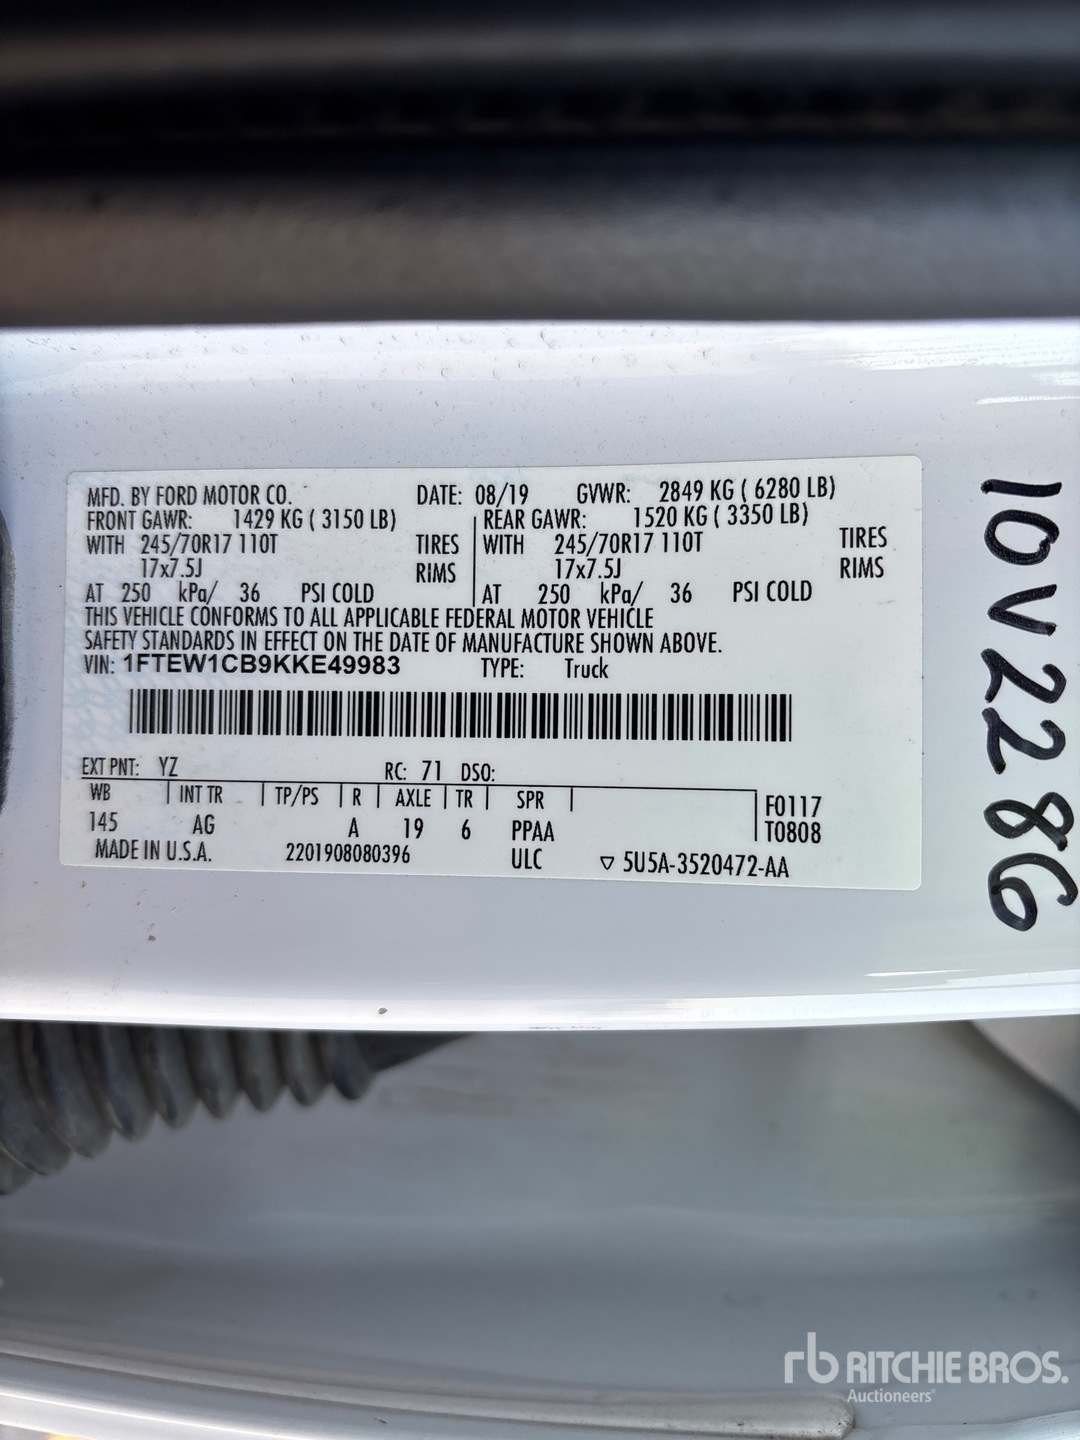 MFD. BY FORD MOTOR CO. DATE: 08/19 GVWR: 2849 KG ( 6280 LB)
FRONT GAWR: 1429 KG ( 3150 LB) REAR GAWR: 1520 KG ( 3350 LB)
WITH 245/70R17 110T TIRES WITH 245/70R17 110T TIRES
17x7.5J RIMS 17x7.5J RIMS
AT 250 kPa/ 36 PSI COLD AT 250 kPa/ 36 PSI COLD
THIS VEHICLE CONFORMS TO ALL APPLICABLE FEDERAL MOTOR VEHICLE
SAFETY STANDARDS IN EFFECT ON THE DATE OF MANUFACTURE SHOWN ABOVE.
VIN: 1FTEW1CB9KKE49983 TYPE: Truck
EXT PNT: YZ RC: 71 DSO:
WB INT TR TP/PS R AXLE TR SPR F0117
145 AG A 19 6 PPAA T0808
MADE IN U.S.A. 2201908080396 ULC ▽ 5U5A-3520472-AA
10V2286
rb RITCHIE BROS.
Auctioneers